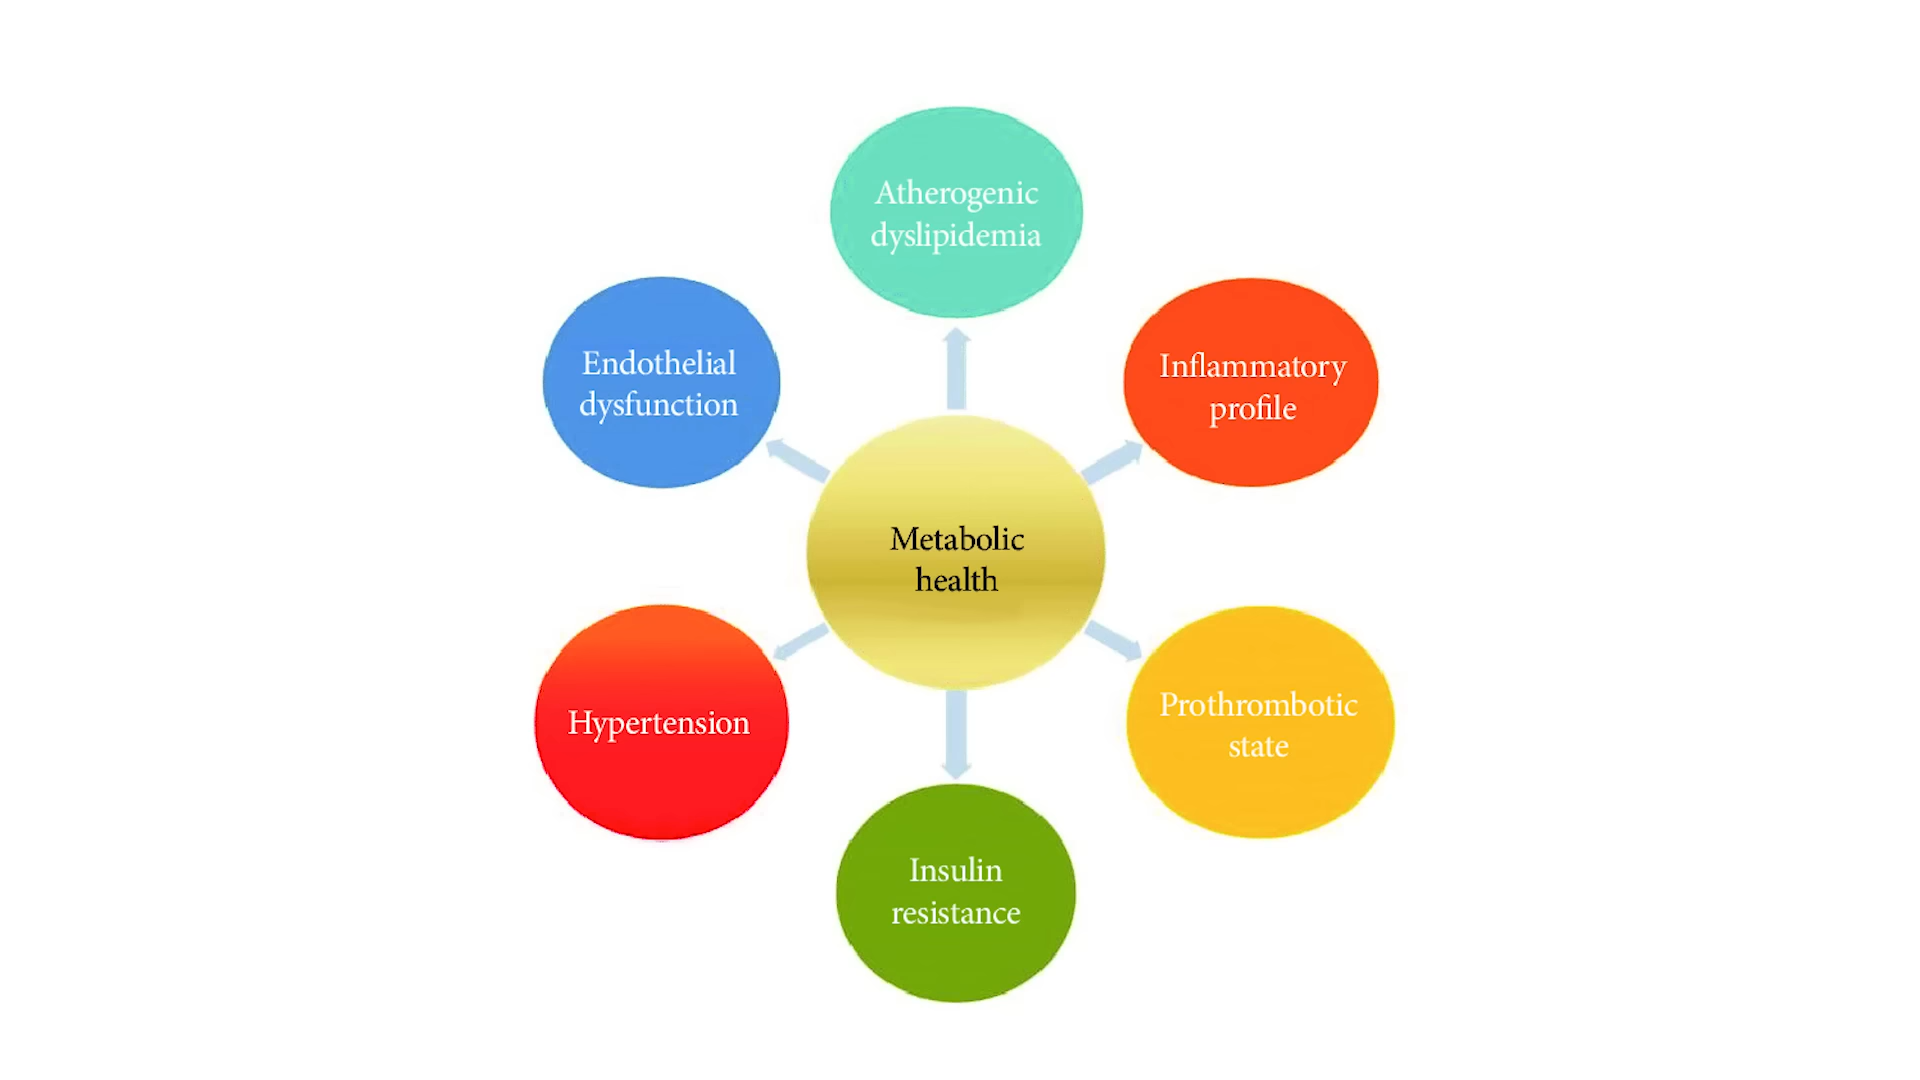 Atherogenic
dyslipidemia
Endothelial
dysfunction
Inflammatory
profile
Metabolic
health
Hypertension
Prothrombotic
state
Insulin
resistance